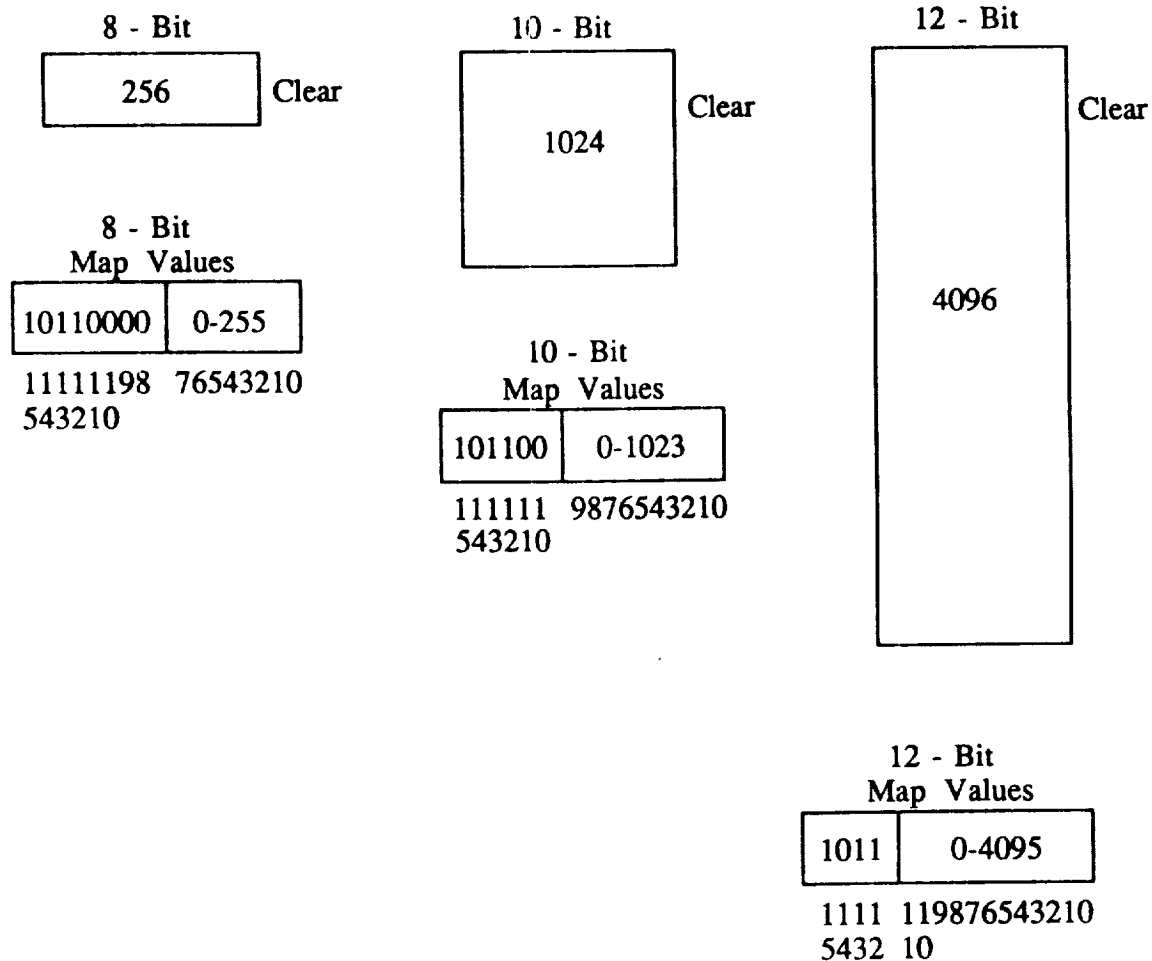 8 - Bit
256
Clear
8 - Bit
Map Values
10110000 0-255
11111198 76543210
543210
10 - Bit
1024
Clear
10 - Bit
Map Values
101100 0-1023
111111 9876543210
543210
12 - Bit
Clear
4096
12 - Bit
Map Values
1011 0-4095
1111 119876543210
5432 10